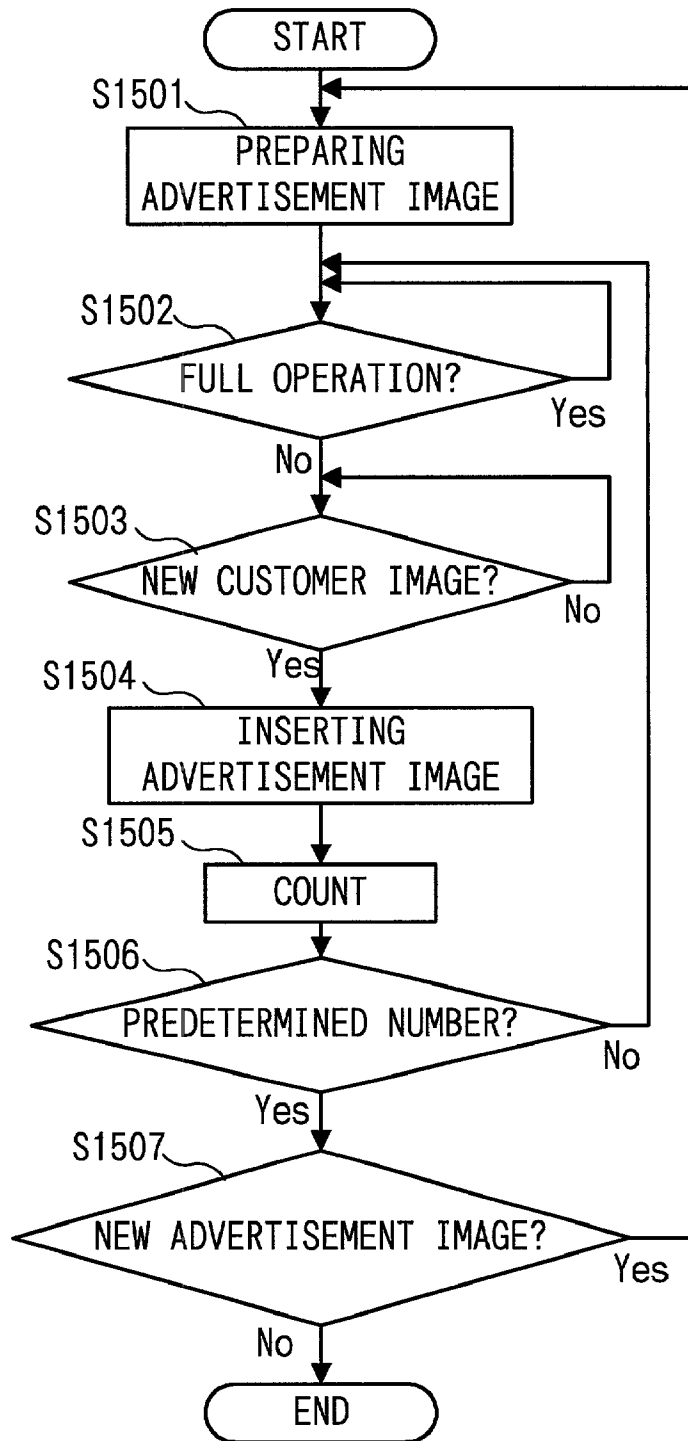 START
S1501
PREPARING
ADVERTISEMENT IMAGE
S1502
FULL OPERATION?
Yes
No
S1503
NEW CUSTOMER IMAGE?
No
Yes
S1504
INSERTING
ADVERTISEMENT IMAGE
S1505
COUNT
S1506
PREDETERMINED NUMBER?
No
Yes
S1507
NEW ADVERTISEMENT IMAGE?
Yes
No
END